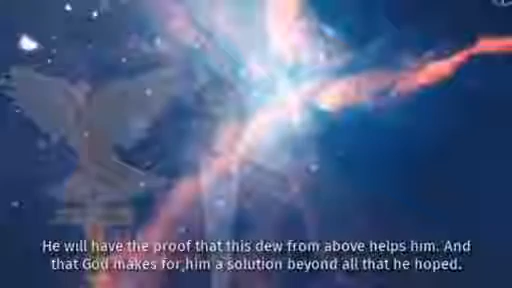 He will have the proof that this dew from above helps him. And
that God makes for him a solution beyond all that he hoped.